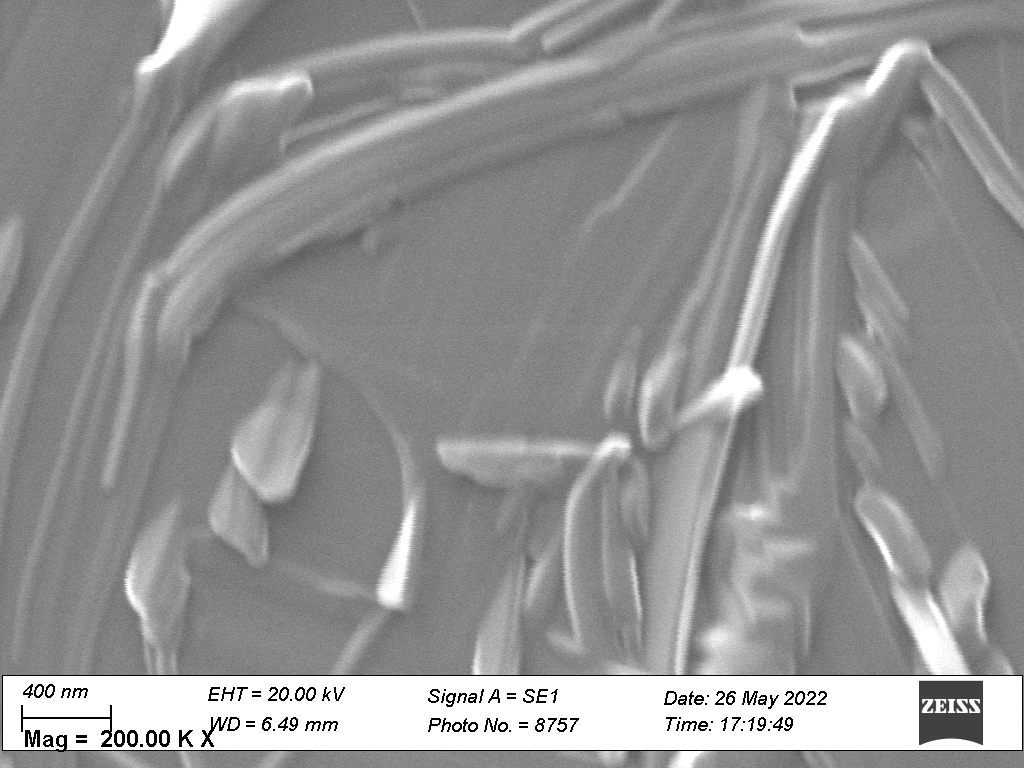 400 nm
EHT = 20.00 kV
Signal A = SE1
Date: 26 May 2022
WD = 6.49 mm
Photo No. = 8757
Time: 17:19:49
Mag = 200.00 K X
ZEISS